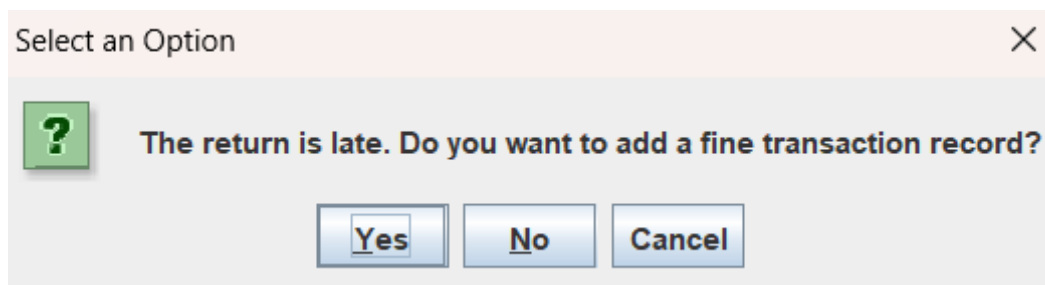 Select an Option
?
The return is late. Do you want to add a fine transaction record?
Yes No Cancel